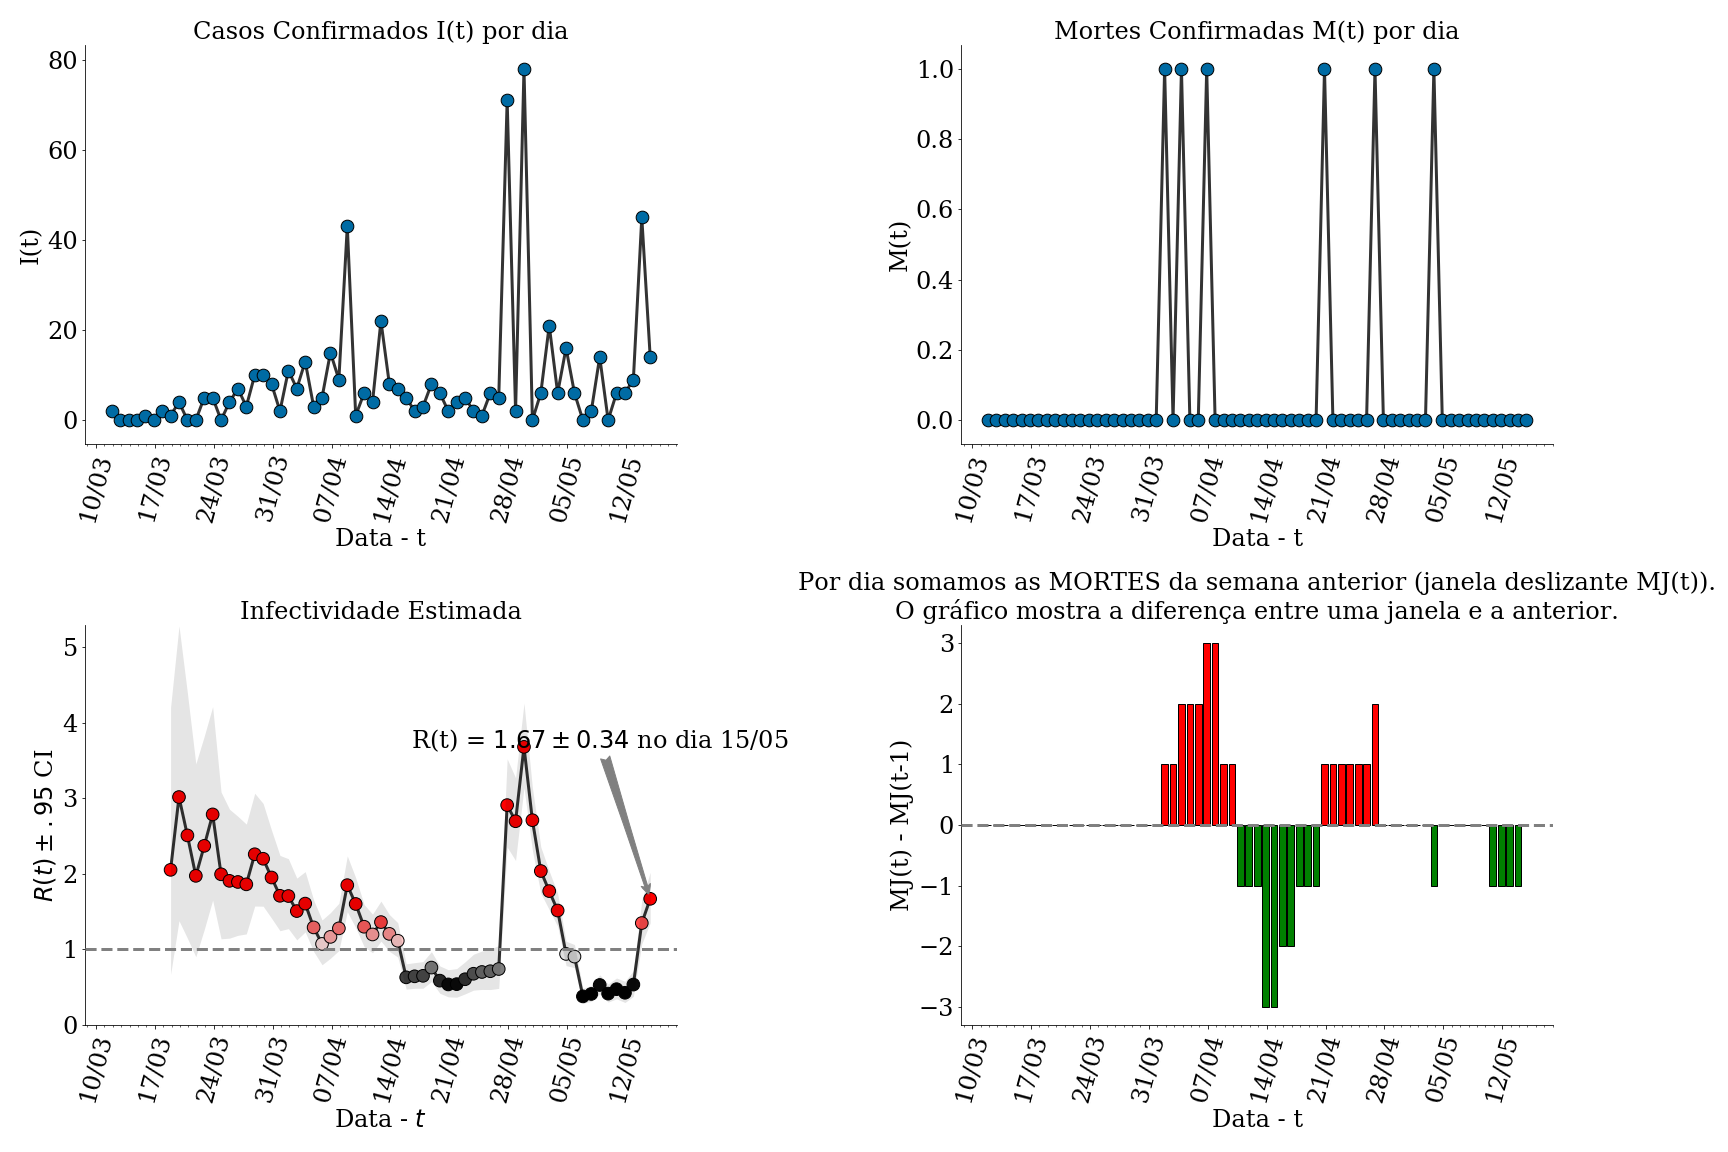 Casos Confirmados I(t) por dia
80
60
40
20
0
I(t)
10/03 17/03 24/03 31/03 07/04 14/04 21/04 28/04 05/05 12/05
Data - t
Mortes Confirmadas M(t) por dia
1.0
0.8
0.6
0.4
0.2
0.0
M(t)
10/03 17/03 24/03 31/03 07/04 14/04 21/04 28/04 05/05 12/05
Data - t
Infectividade Estimada
5
4
3
2
1
0
R(t) ± .95 CI
R(t) = 1.67 ± 0.34 no dia 15/05
10/03 17/03 24/03 31/03 07/04 14/04 21/04 28/04 05/05 12/05
Data - t
Por dia somamos as MORTES da semana anterior (janela deslizante MJ(t)).
O gráfico mostra a diferença entre uma janela e a anterior.
3
2
1
0
−1
−2
−3
MJ(t) - MJ(t-1)
10/03 17/03 24/03 31/03 07/04 14/04 21/04 28/04 05/05 12/05
Data - t